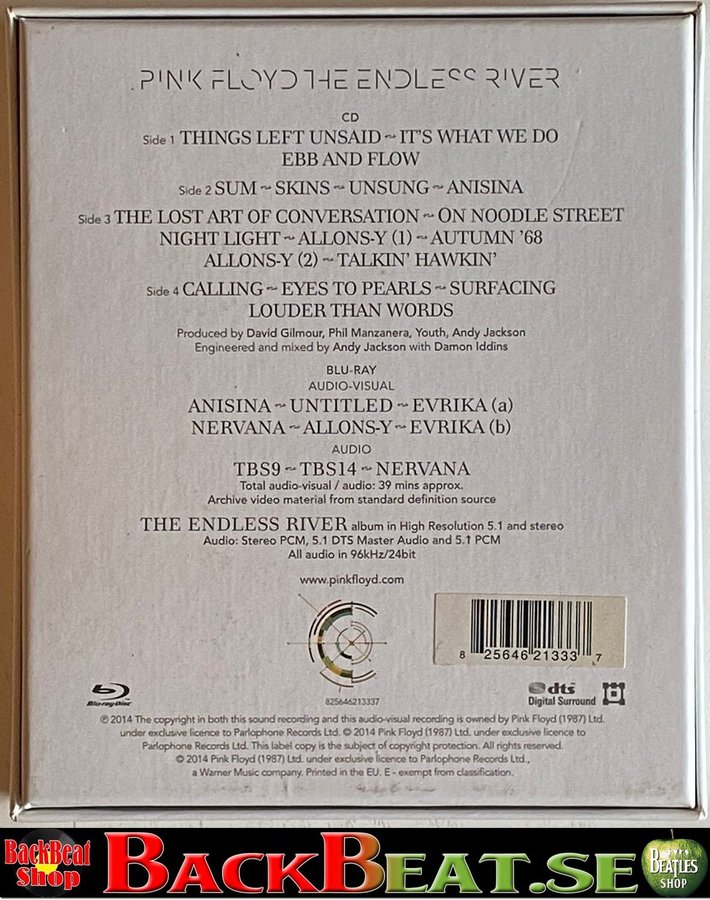 PINK FLOYD THE ENDLESS RIVER
CD
Side 1 THINGS LEFT UNSAID ~ IT'S WHAT WE DO
EBB AND FLOW
Side 2 SUM ~ SKINS ~ UNSUNG ~ ANISINA
Side 3 THE LOST ART OF CONVERSATION ~ ON NOODLE STREET
NIGHT LIGHT ~ ALLONS-Y (1) ~ AUTUMN '68
ALLONS-Y (2) ~ TALKIN' HAWKIN'
Side 4 CALLING ~ EYES TO PEARLS ~ SURFACING
LOUDER THAN WORDS
Produced by David Gilmour, Phil Manzanera, Youth, Andy Jackson
Engineered and mixed by Andy Jackson with Damon Iddins
BLU-RAY
AUDIO-VISUAL
ANISINA ~ UNTITLED ~ EVRIKA (a)
NERVANA ~ ALLONS-Y ~ EVRIKA (b)
AUDIO
TBS9 ~ TBS14 ~ NERVANA
Total audio-visual / audio: 39 mins approx.
Archive video material from standard definition source
THE ENDLESS RIVER album in High Resolution 5.1 and stereo
Audio: Stereo PCM, 5.1 DTS Master Audio and 5.1 PCM
All audio in 96kHz/24bit
www.pinkfloyd.com
8 25646 21333 7
Blu-ray Disc
825646213337
dts
Digital Surround
℗ 2014 The copyright in both this sound recording and this audio-visual recording is owned by Pink Floyd (1987) Ltd.
under exclusive licence to Parlophone Records Ltd. © 2014 Pink Floyd (1987) Ltd. under exclusive licence to
Parlophone Records Ltd. This label copy is the subject of copyright protection. All rights reserved.
© 2014 Pink Floyd (1987) Ltd. under exclusive licence to Parlophone Records Ltd.,
a Warner Music company. Printed in the EU. E - exempt from classification.
BackBeat
Shop
BACKBEAT.SE
BEATLES
SHOP